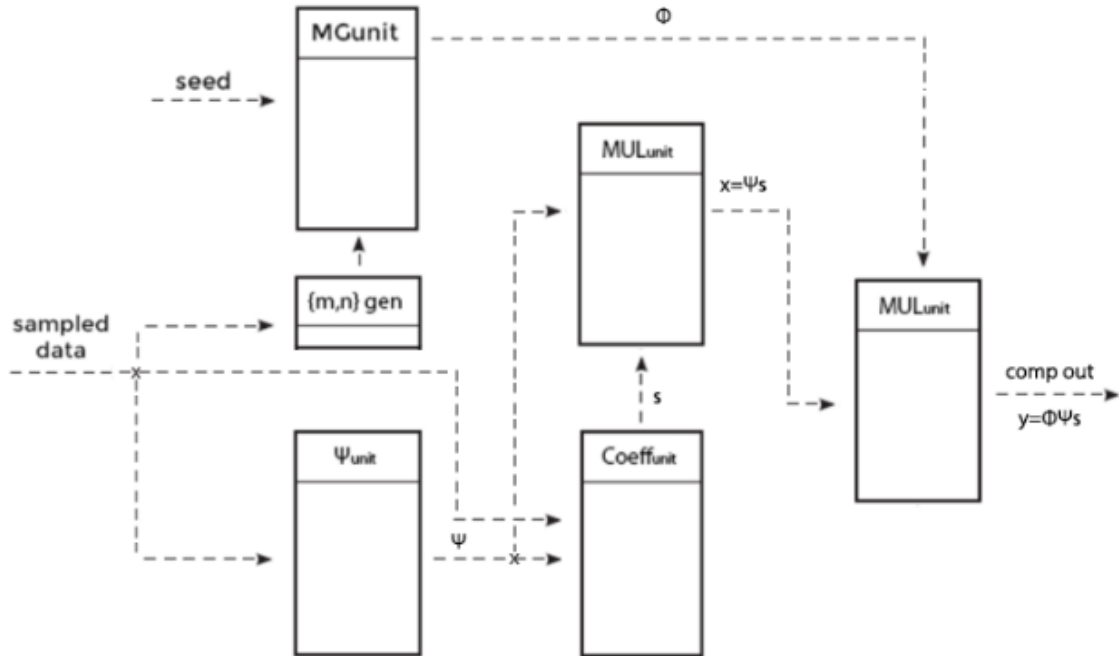 MGunit
Φ
seed
MULunit
x=Ψs
{m,n} gen
MULunit
sampled
data
x
comp out
s
y=ΦΨs
Ψunit
Coeffunit
Ψ
x